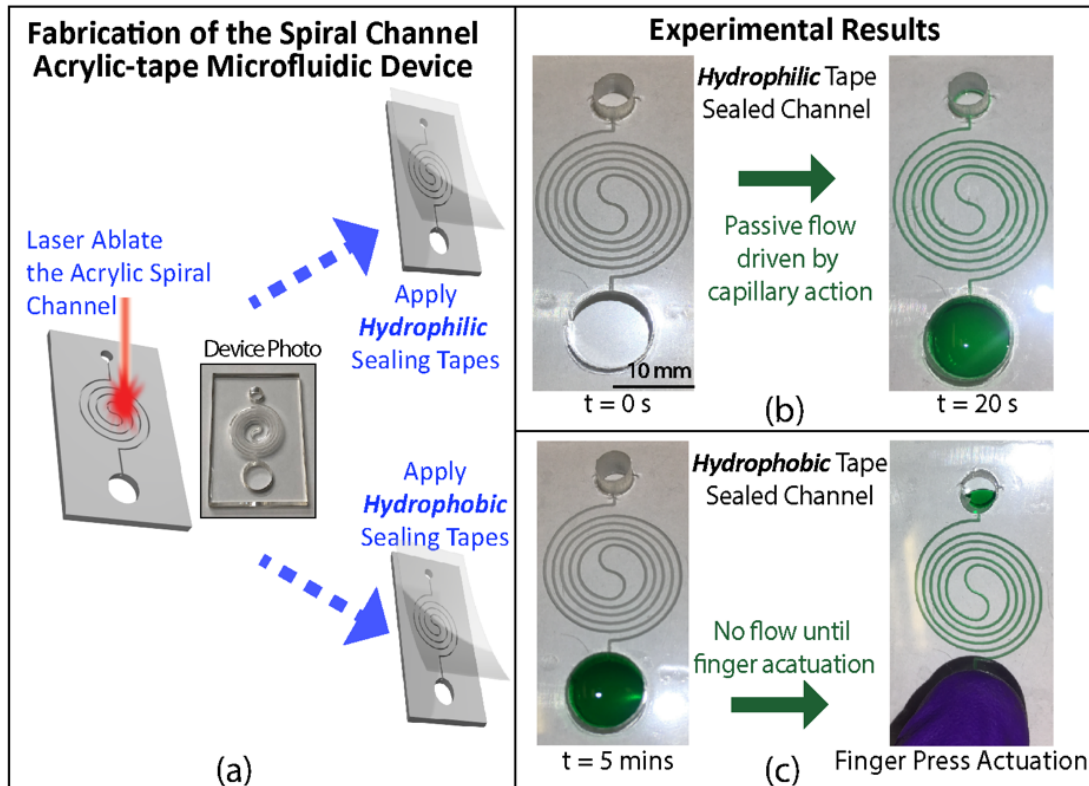 Fabrication of the Spiral Channel
Acrylic-tape Microfluidic Device
Laser Ablate
the Acrylic Spiral
Channel
Device Photo
Apply
Hydrophilic
Sealing Tapes
Apply
Hydrophobic
Sealing Tapes
(a)
Experimental Results
Hydrophilic Tape
Sealed Channel
Passive flow
driven by
capillary action
10 mm
t = 0 s
(b)
t = 20 s
Hydrophobic Tape
Sealed Channel
No flow until
finger acatuation
t = 5 mins
(c)
Finger Press Actuation